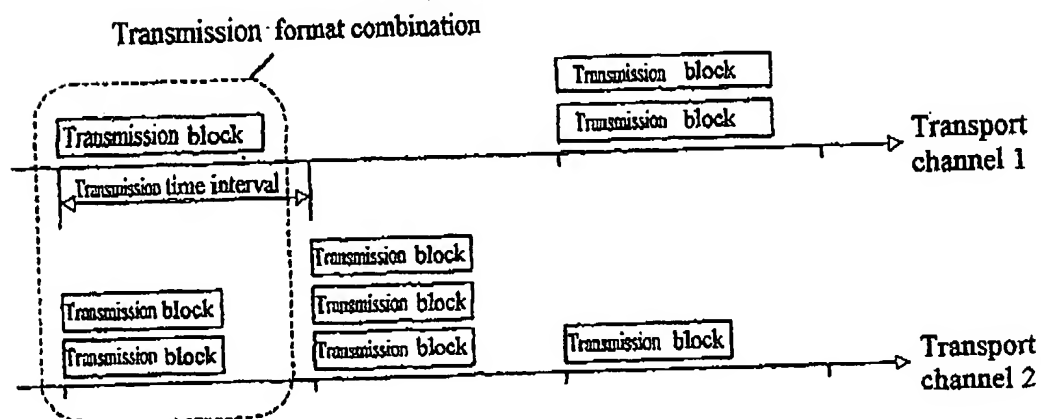 Transmission format combination
Transmission block
Transmission block
Transmission block
Transport
channel 1
Transmission time interval
Transmission block
Transmission block
Transmission block
Transmission block
Transmission block
Transmission block
Transport
channel 2